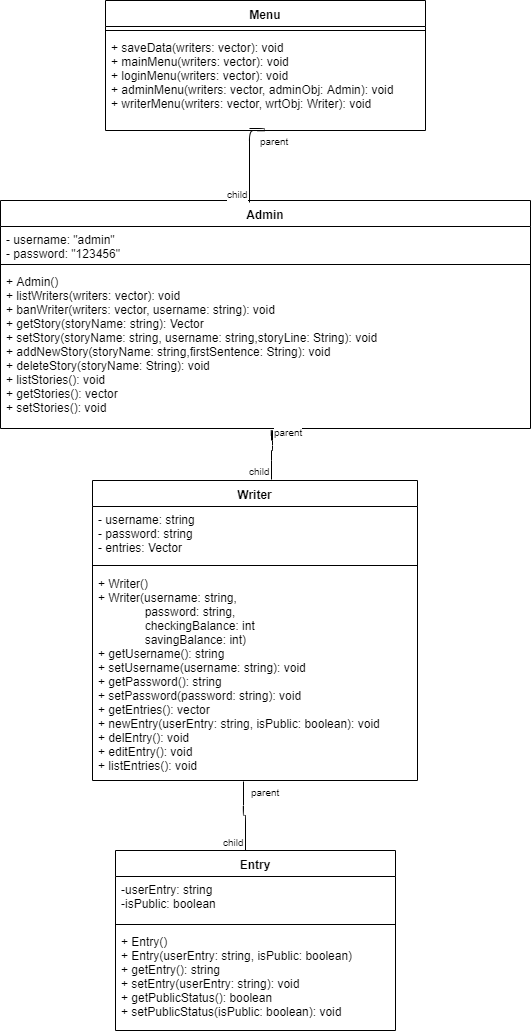 Menu
+ saveData(writers: vector): void
+ mainMenu(writers: vector): void
+ loginMenu(writers: vector): void
+ adminMenu(writers: vector, adminObj: Admin): void
+ writerMenu(writers: vector, wrtObj: Writer): void
parent
child
Admin
- username: "admin"
- password: "123456"
+ Admin()
+ listWriters(writers: vector): void
+ banWriter(writers: vector, username: string): void
+ getStory(storyName: string): Vector
+ setStory(storyName: string, username: string,storyLine: String): void
+ addNewStory(storyName: string,firstSentence: String): void
+ deleteStory(storyName: String): void
+ listStories(): void
+ getStories(): vector
+ setStories(): void
parent
child
Writer
- username: string
- password: string
- entries: Vector
+ Writer()
+ Writer(username: string,
password: string,
checkingBalance: int
savingBalance: int)
+ getUsername(): string
+ setUsername(username: string): void
+ getPassword(): string
+ setPassword(password: string): void
+ getEntries(): vector
+ newEntry(userEntry: string, isPublic: boolean): void
+ delEntry(): void
+ editEntry(): void
+ listEntries(): void
parent
child
Entry
-userEntry: string
-isPublic: boolean
+ Entry()
+ Entry(userEntry: string, isPublic: boolean)
+ getEntry(): string
+ setEntry(userEntry: string): void
+ getPublicStatus(): boolean
+ setPublicStatus(isPublic: boolean): void